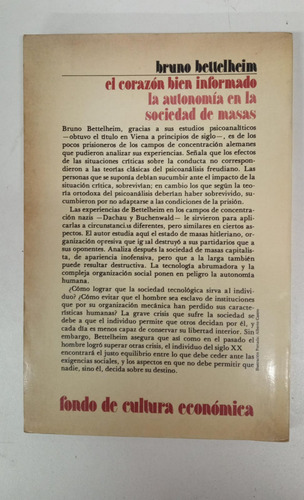 bruno bettelheim
el corazón bien informado
la autonomía en la
sociedad de masas
Bruno Bettelheim, gracias a sus estudios psicoanalíticos
—obtuvo el título en Viena a principios de siglo—, es de los
pocos prisioneros de los campos de concentración alemanes
que pudieron analizar sus experiencias. Señala que los efectos
de las situaciones críticas sobre la conducta no correspon-
dieron a las teorías clásicas del psicoanálisis freudiano. Las
personas que se suponía debían sucumbir ante el impacto de la
situación crítica, sobrevivían; en cambio los que según la teo-
ría ortodoxa del psicoanálisis deberían haber sobrevivido, su-
cumbieron por no adaptarse a las condiciones de la prisión.
Las experiencias de Bettelheim en los campos de concentra-
ción nazis —Dachau y Buchenwald— le sirvieron para apli-
carlas a circunstancia diferentes, pero similares en ciertos as-
pectos. El autor estudia aquí el estado de masas hitleriano, or-
ganización opresiva que igual destruyó a sus partidarios que a
sus oponentes. Analiza después la sociedad de masas capitalis-
ta, de apariencia inofensiva, pero que a la larga también
puede resultar destructiva. La tecnología abrumadora y la
compleja organización social ponen en peligro la autonomía
humana.
¿Cómo lograr que la sociedad tecnológica sirva al indivi-
duo? ¿Cómo evitar que el hombre sea esclavo de instituciones
que por su organización mecánica han perdido sus caracte-
rísticas humanas? La grave crisis que sufre la sociedad se
debe a que el individuo permite que otros decidan por él, y
cada día es menos capaz de conservar su libertad interior. Sin
embargo, Bettelheim asegura que así como en el pasado el
hombre logró superar otras crisis, el individuo del siglo XX
encontrará el justo equilibrio entre lo que debe ceder ante las
exigencias sociales, y los aspectos en que no debe permitir que
nadie, sino él, decida sobre su destino.
fondo de cultura económica